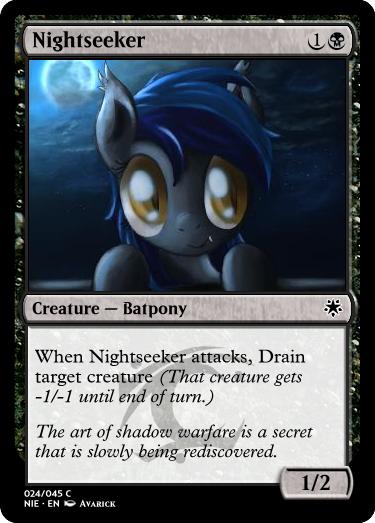 Nightseeker 1
Creature — Batpony
When Nightseeker attacks, Drain
target creature (That creature gets
-1/-1 until end of turn.)
The art of shadow warfare is a secret
that is slowly being rediscovered.
1/2
024/045 C
NIE • EN Avarick